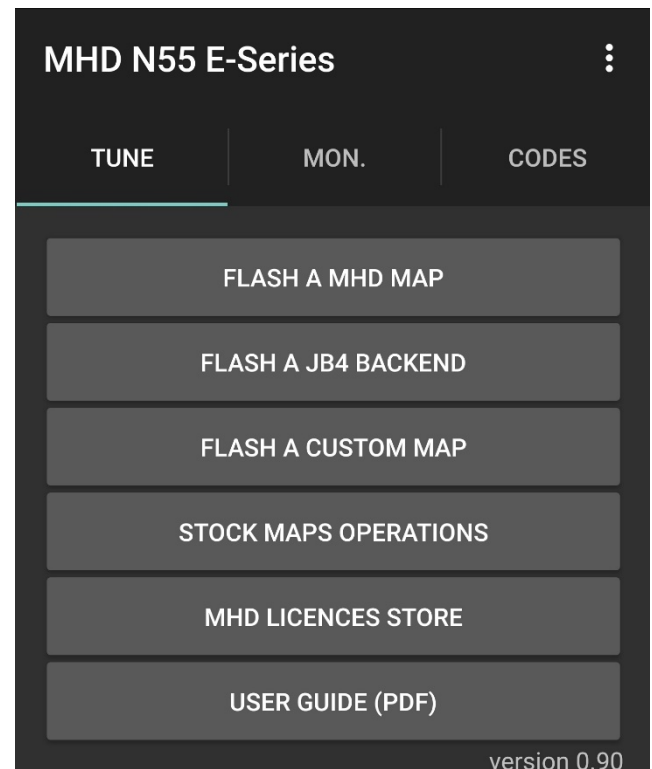 MHD N55 E-Series
TUNE
MON.
CODES
FLASH A MHD MAP
FLASH A JB4 BACKEND
FLASH A CUSTOM MAP
STOCK MAPS OPERATIONS
MHD LICENCES STORE
USER GUIDE (PDF)
version 0.90